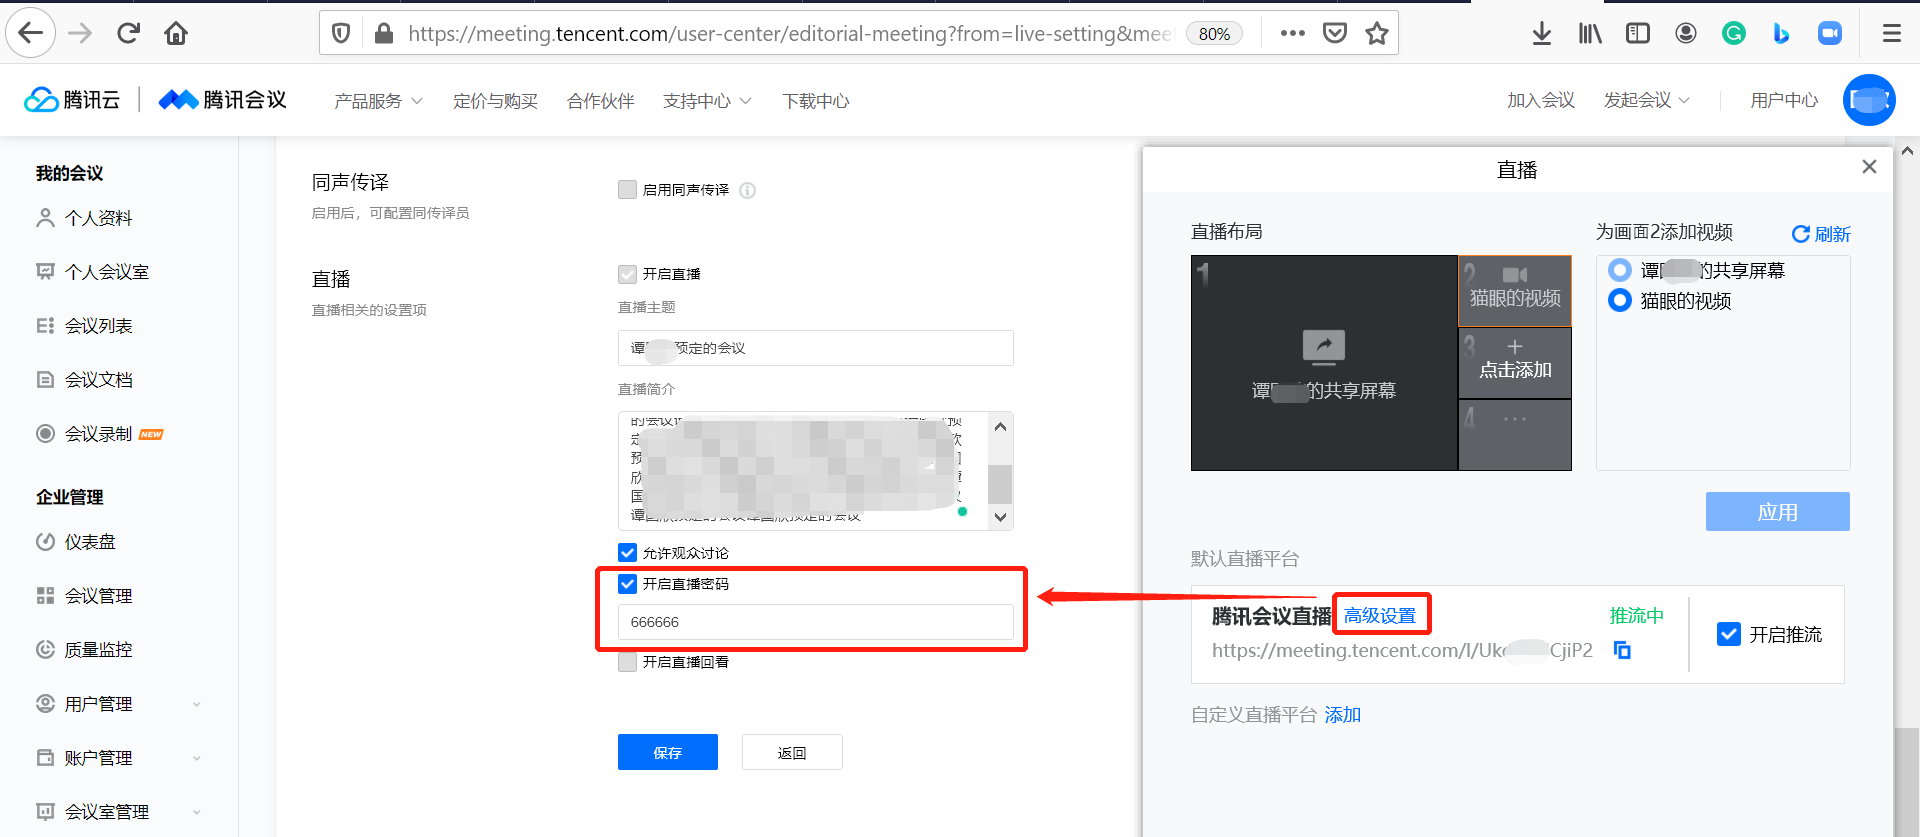 https://meeting.tencent.com/user-center/editorial-meeting?from=live-setting&mee
80%
腾讯云
腾讯会议
产品服务
定价与购买
合作伙伴
支持中心
下载中心
加入会议
发起会议
用户中心
我的会议
个人资料
个人会议室
会议列表
会议文档
会议录制 NEW
企业管理
仪表盘
会议管理
质量监控
用户管理
账户管理
会议室管理
同声传译
启用后，可配置同传译员
启用同声传译
直播
直播相关的设置项
开启直播
直播主题
谭 预定的会议
直播简介
的会议
允许观众讨论
开启直播密码
666666
开启直播回看
保存
返回
直播
直播布局
1
谭 的共享屏幕
2
猫眼的视频
3
点击添加
4
为画面2添加视频
刷新
谭 的共享屏幕
猫眼的视频
应用
默认直播平台
腾讯会议直播 高级设置
推流中
https://meeting.tencent.com/l/Uk CjiP2
开启推流
自定义直播平台 添加